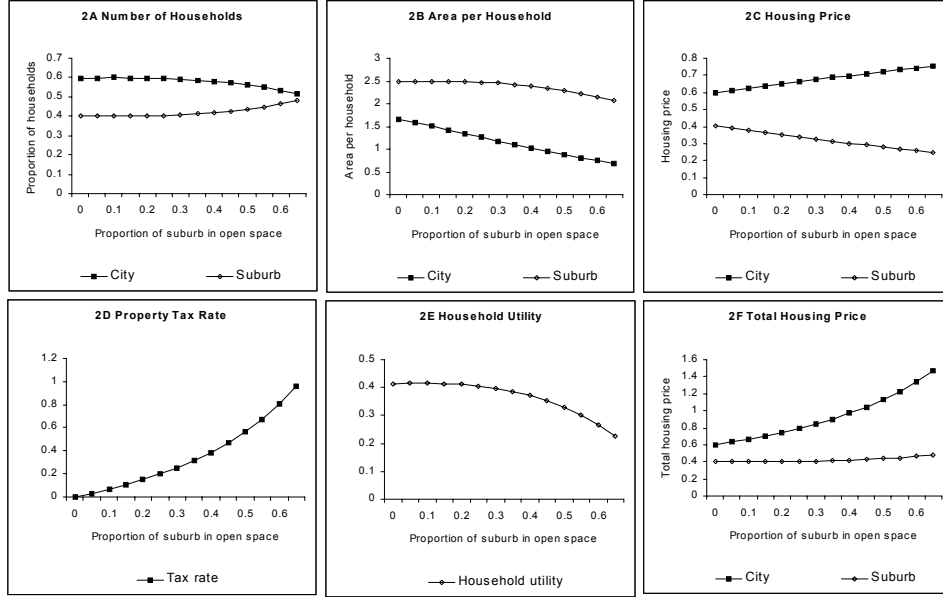 2A Number of Households
Proportion of households
0.7
0.6
0.5
0.4
0.3
0.2
0.1
0
0 0.1 0.2 0.3 0.4 0.5 0.6
Proportion of suburb in open space
City Suburb
2B Area per Household
Area per household
3
2.5
2
1.5
1
0.5
0
0 0.1 0.2 0.3 0.4 0.5 0.6
Proportion of suburb in open space
City Suburb
2C Housing Price
Housing price
0.8
0.7
0.6
0.5
0.4
0.3
0.2
0.1
0
0 0.1 0.2 0.3 0.4 0.5 0.6
Proportion of suburb in open space
City Suburb
2D Property Tax Rate
1.2
1
0.8
0.6
0.4
0.2
0
0 0.1 0.2 0.3 0.4 0.5 0.6
Proportion of suburb in open space
Tax rate
2E Household Utility
0.5
0.4
0.3
0.2
0.1
0
0 0.1 0.2 0.3 0.4 0.5 0.6
Proportion of suburb in open space
Household utility
2F Total Housing Price
Total housing price
1.6
1.4
1.2
1
0.8
0.6
0.4
0.2
0
0 0.1 0.2 0.3 0.4 0.5 0.6
Proportion of suburb in open space
City Suburb